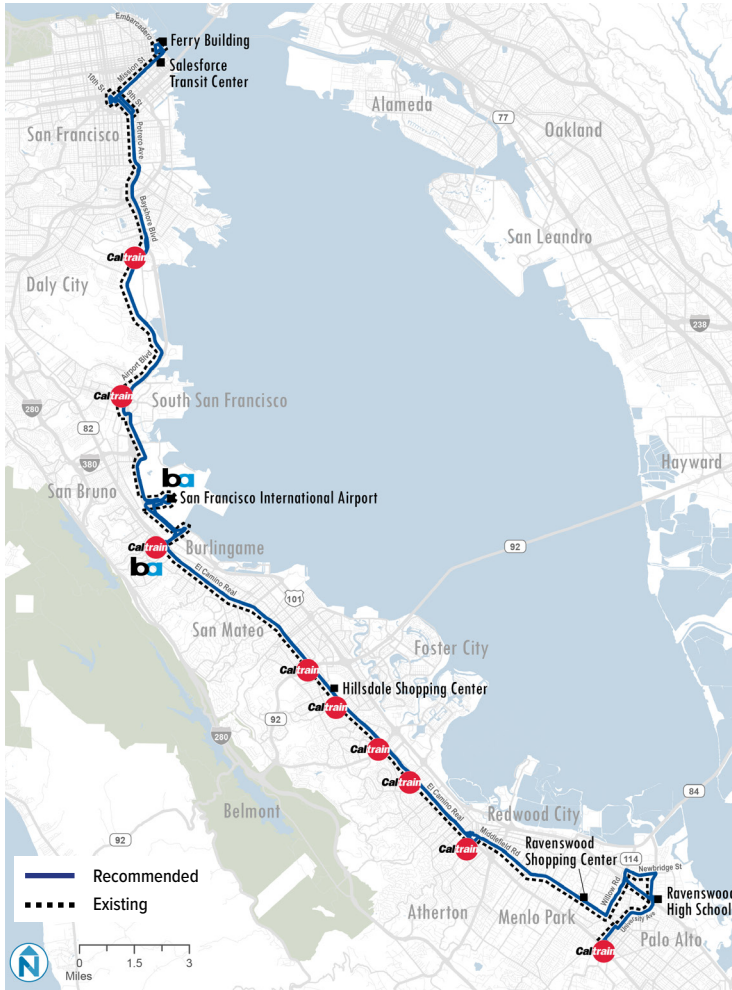 Embarcadero
Ferry Building
Mission St
Salesforce
Transit Center
10th St
9th St
Alameda
77
Oakland
San Francisco
Potrero Ave
Bayshore Blvd
San Leandro
Caltrain
Daly City
238
Airport Blvd
Caltrain
280
South San Francisco
82
380
Hayward
San Bruno
ba
San Francisco International Airport
Caltrain
Burlingame
92
ba
El Camino Real
101
San Mateo
Foster City
Caltrain
Hillsdale Shopping Center
Caltrain
92
280
Caltrain
Caltrain
84
El Camino Real
Belmont
Redwood City
92
Middlefield Rd
Caltrain
Ravenswood
Shopping Center
114
Newbridge St
Willow Rd
Ravenswood
High School
Recommended
Existing
Atherton
Menlo Park
University Ave
Palo Alto
Caltrain
N
0
1.5
3
Miles